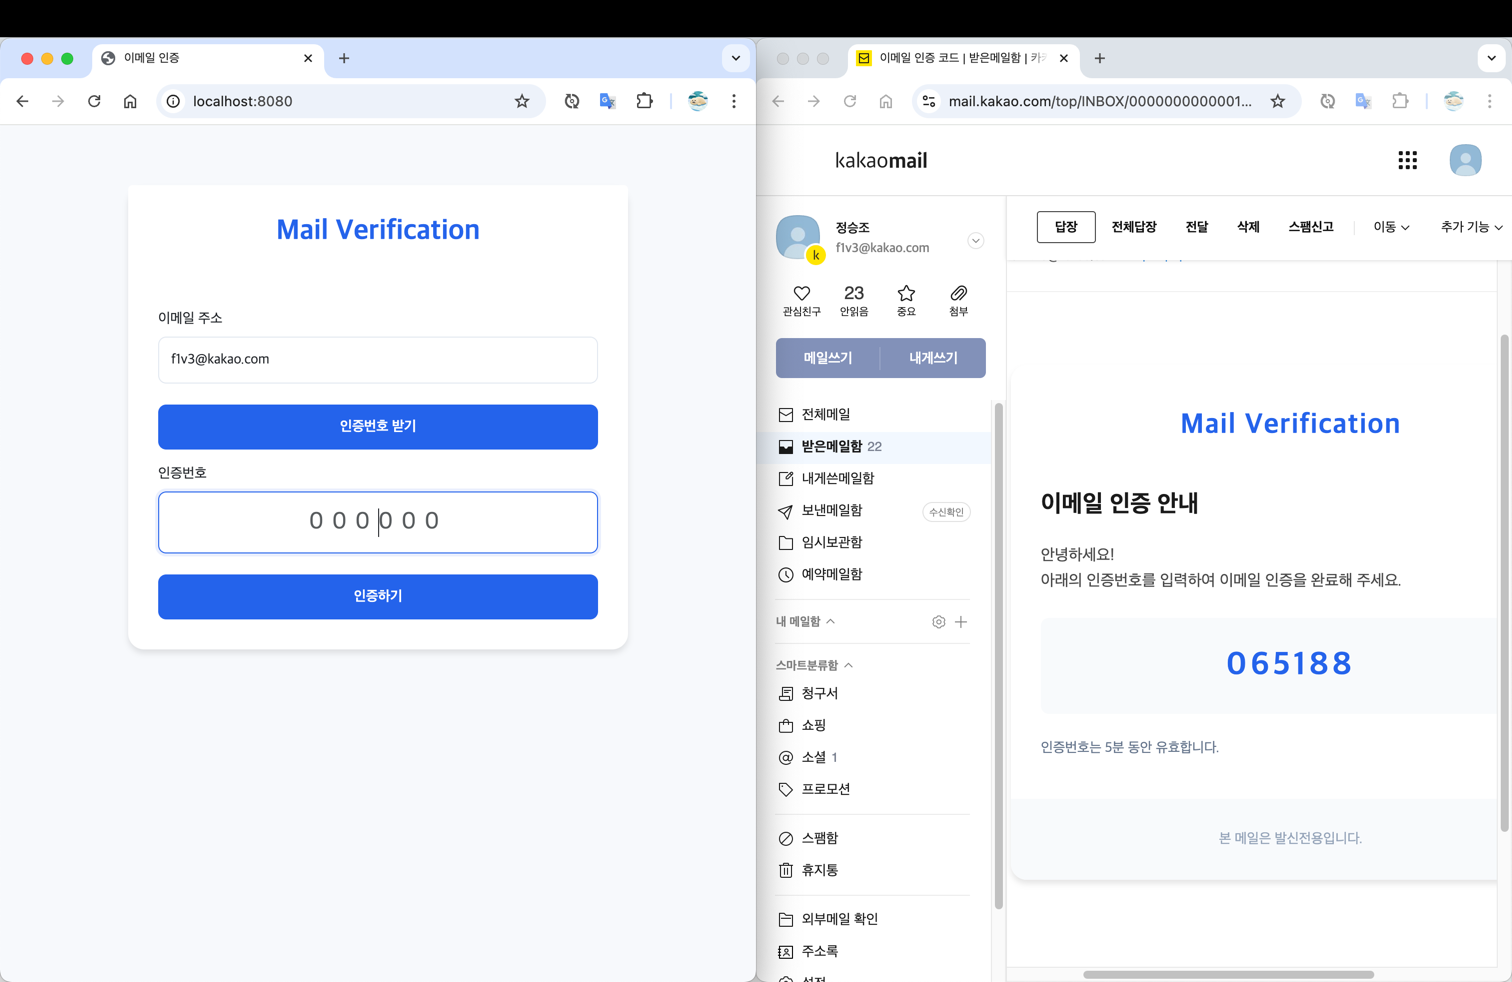 이메일 인증
localhost:8080
Mail Verification
이메일 주소
f1v3@kakao.com
인증번호 받기
인증번호
000000
인증하기
이메일 인증 코드 | 받은메일함 | 카카
mail.kakao.com/top/INBOX/0000000000001...
kakaomail
정승조
f1v3@kakao.com
k
관심친구
23
안읽음
중요
첨부
메일쓰기
내게쓰기
전체메일
받은메일함 22
내게쓴메일함
보낸메일함
수신확인
임시보관함
예약메일함
내 메일함
스마트분류함
청구서
쇼핑
소셜 1
프로모션
스팸함
휴지통
외부메일 확인
주소록
답장
전체답장
전달
삭제
스팸신고
이동
추가 기능
Mail Verification
이메일 인증 안내
안녕하세요!
아래의 인증번호를 입력하여 이메일 인증을 완료해 주세요.
065188
인증번호는 5분 동안 유효합니다.
본 메일은 발신전용입니다.